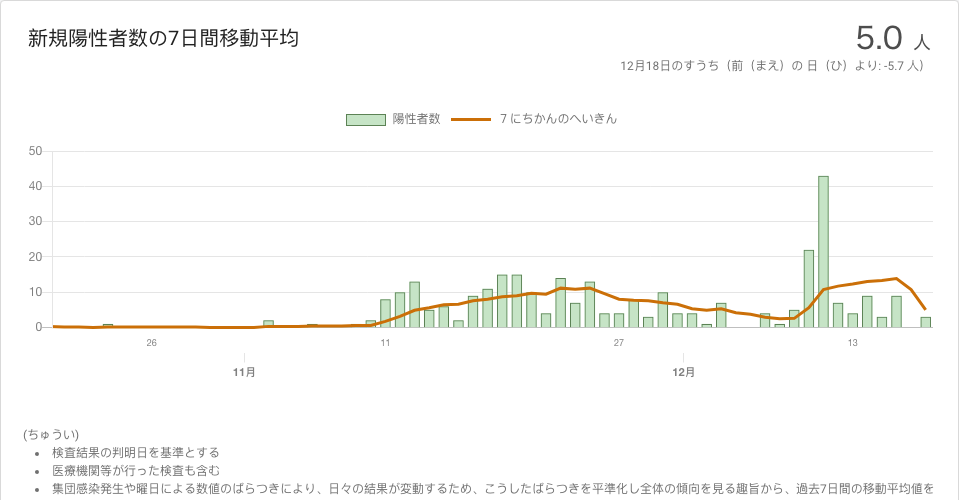 新規陽性者数の7日間移動平均
5.0 人
12月18日のすうち（前（まえ）の 日（ひ）より: -5.7 人）
陽性者数 7 にちかんのへいきん
50
40
30
20
10
0
26 11 27 13
11月 12月
(ちゅうい)
• 検査結果の判明日を基準とする
• 医療機関等が行った検査も含む
• 集団感染発生や曜日による数値のばらつきにより、日々の結果が変動するため、こうしたばらつきを平準化し全体の傾向を見る趣旨から、過去7日間の移動平均値を